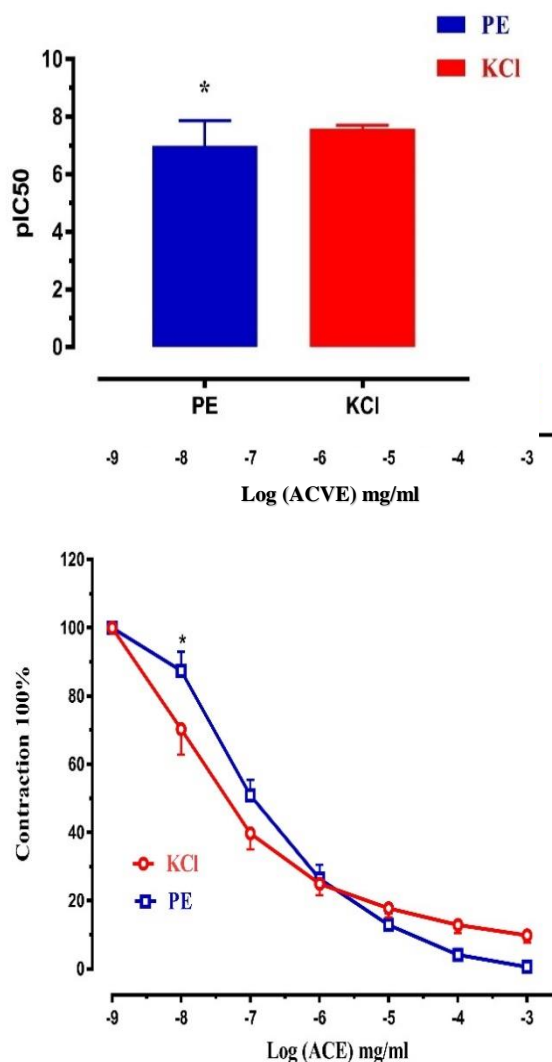 PE
KCl
10
*
8
6
4
2
0
pIC50
PE KCl
-9 -8 -7 -6 -5 -4 -3
Log (ACVE) mg/ml
120
100
*
80
60
40
20
0
Contraction 100%
KCl
PE
-9 -8 -7 -6 -5 -4 -3
Log (ACE) mg/ml